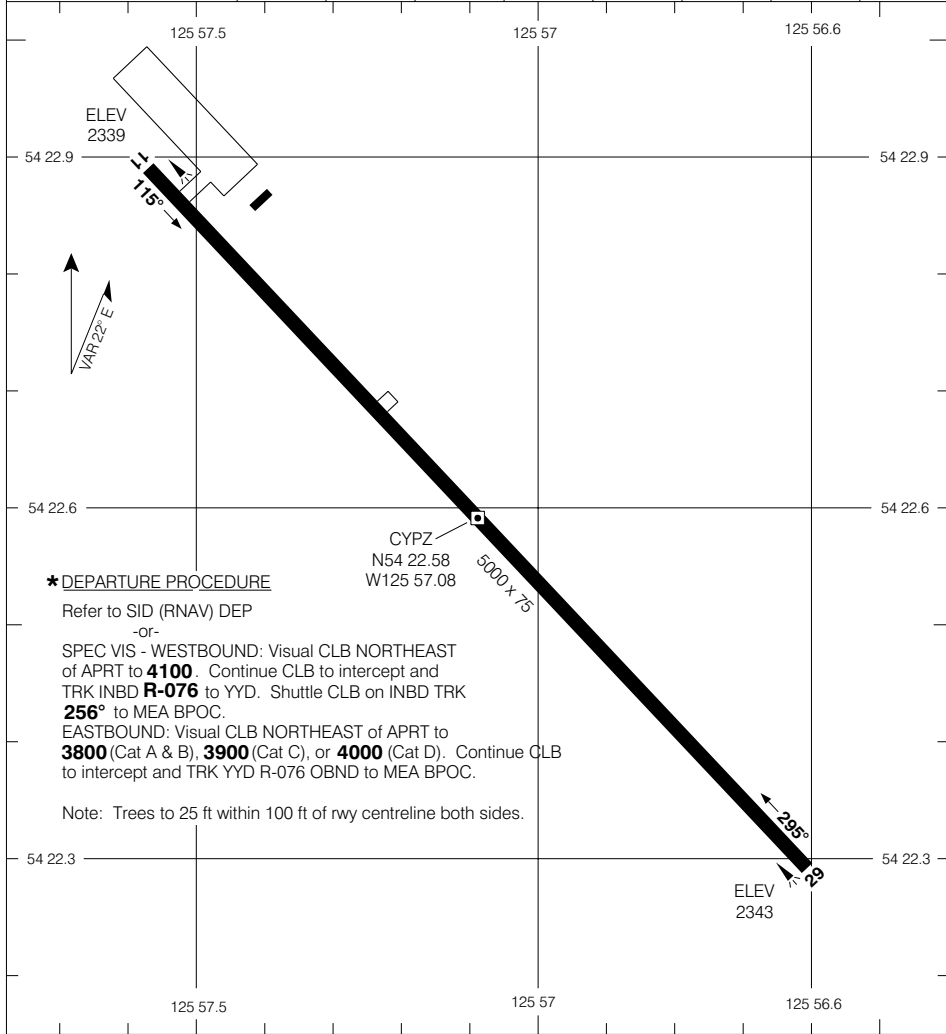 125 57.5
125 57
125 56.6
ELEV
2339
54 22.9
54 22.9
11
115°
VAR 22° E
54 22.6
54 22.6
CYPZ
N54 22.58
W125 57.08
5000 x 75
* DEPARTURE PROCEDURE
Refer to SID (RNAV) DEP
-or-
SPEC VIS - WESTBOUND: Visual CLB NORTHEAST
of APRT to 4100. Continue CLB to intercept and
TRK INBD R-076 to YYD. Shuttle CLB on INBD TRK
256° to MEA BPOC.
EASTBOUND: Visual CLB NORTHEAST of APRT to
3800 (Cat A & B), 3900 (Cat C), or 4000 (Cat D). Continue CLB
to intercept and TRK YYD R-076 OBND to MEA BPOC.
Note: Trees to 25 ft within 100 ft of rwy centreline both sides.
295°
29
54 22.3
54 22.3
ELEV
2343
125 57.5
125 57
125 56.6